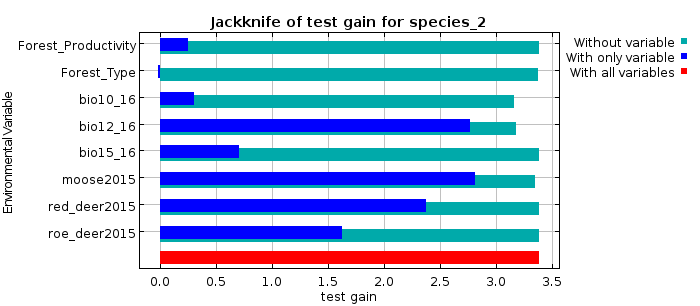 Jackknife of test gain for species_2
Environmental Variable
Forest_Productivity
Forest_Type
bio10_16
bio12_16
bio15_16
moose2015
red_deer2015
roe_deer2015
0.0 0.5 1.0 1.5 2.0 2.5 3.0 3.5
test gain
Without variable
With only variable
With all variables